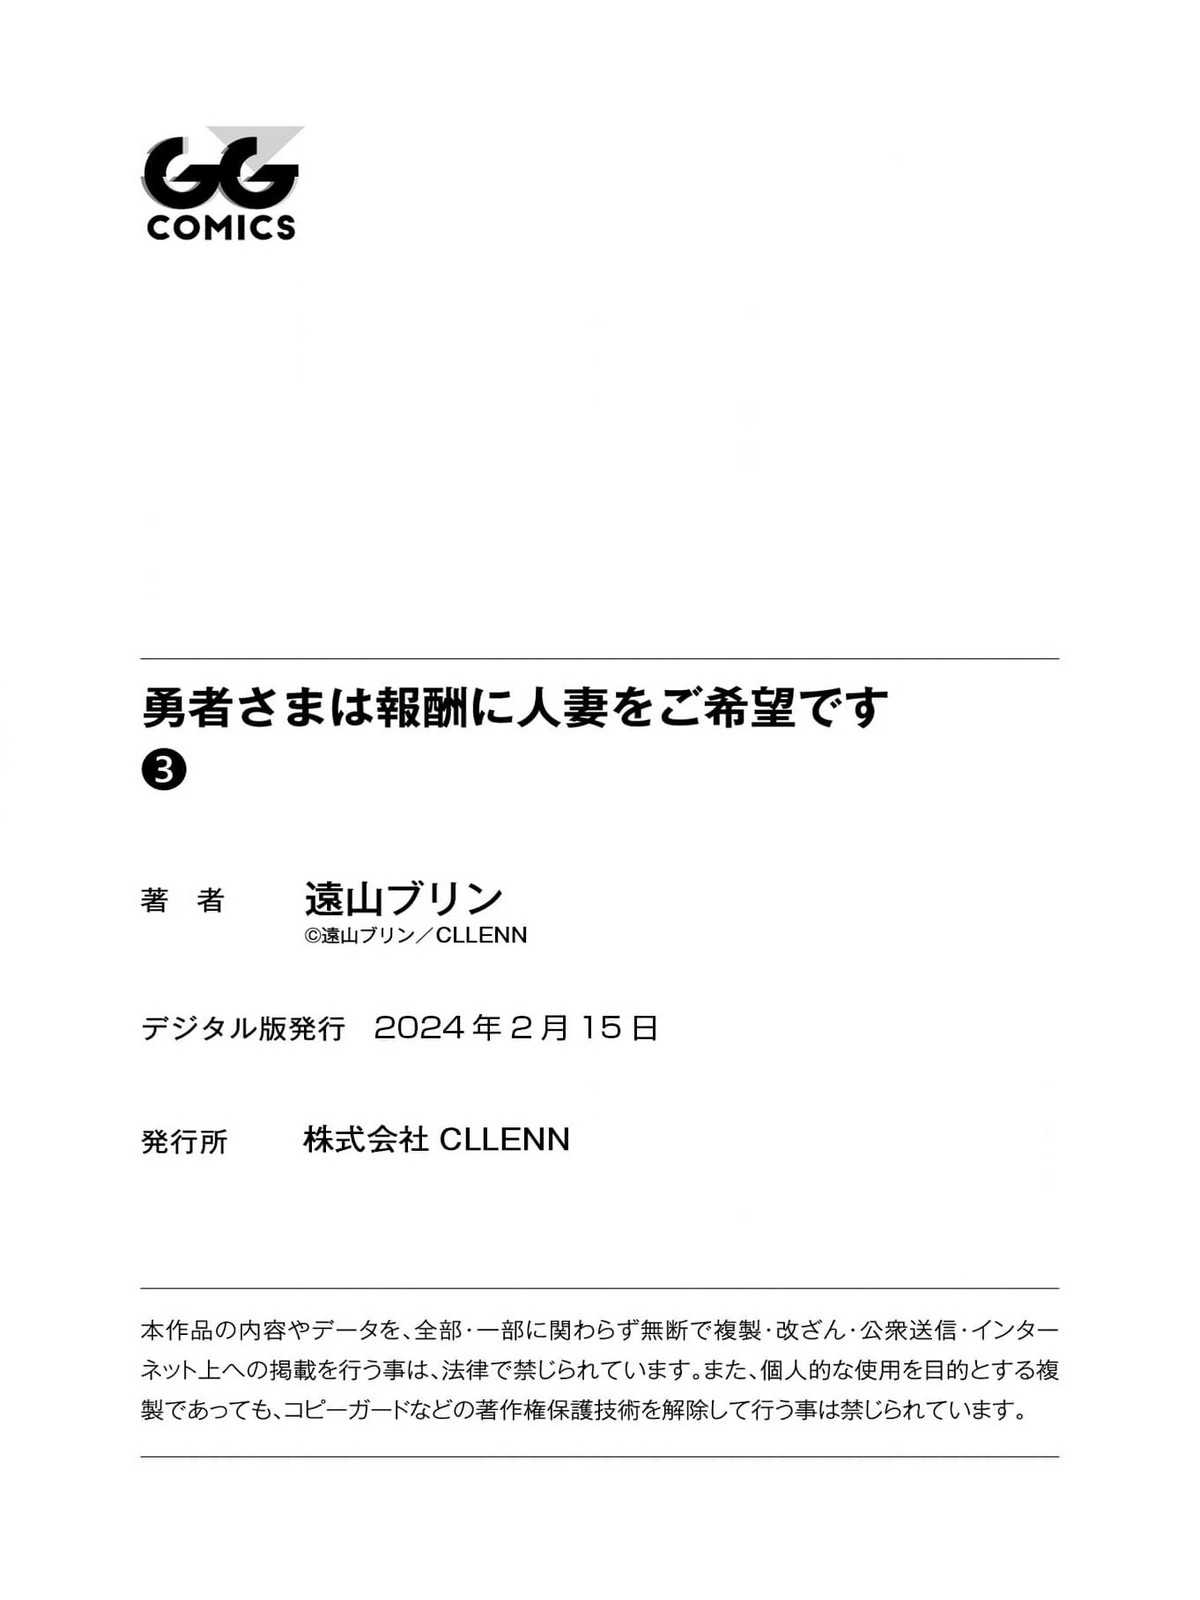 GG
COMICS
勇者さまは報酬に人妻をご希望です
❸
著　者　遠山ブリン
©遠山ブリン／CLLENN
デジタル版発行　2024年2月15日
発行所　株式会社 CLLENN
本作品の内容やデータを、全部・一部に関わらず無断で複製・改ざん・公衆送信・インター
ネット上への掲載を行う事は、法律で禁じられています。また、個人的な使用を目的とする複
製であっても、コピーガードなどの著作権保護技術を解除して行う事は禁じられています。